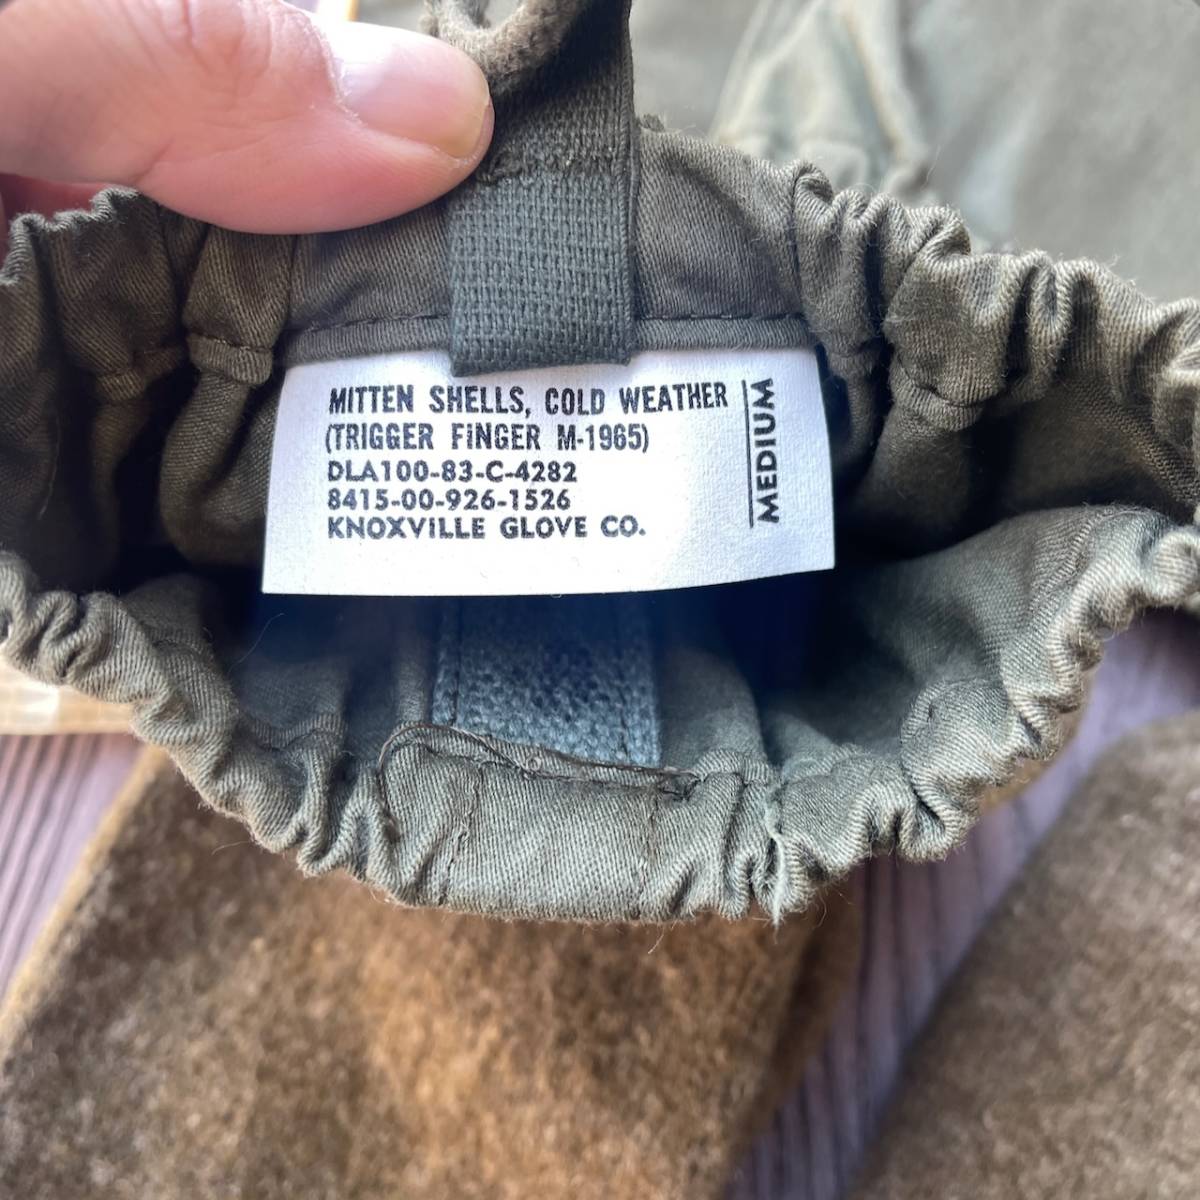 MITTEN SHELLS, COLD WEATHER
(TRIGGER FINGER M-1965)
DLA100-83-C-4282
8415-00-926-1526
KNOXVILLE GLOVE CO.
MEDIUM